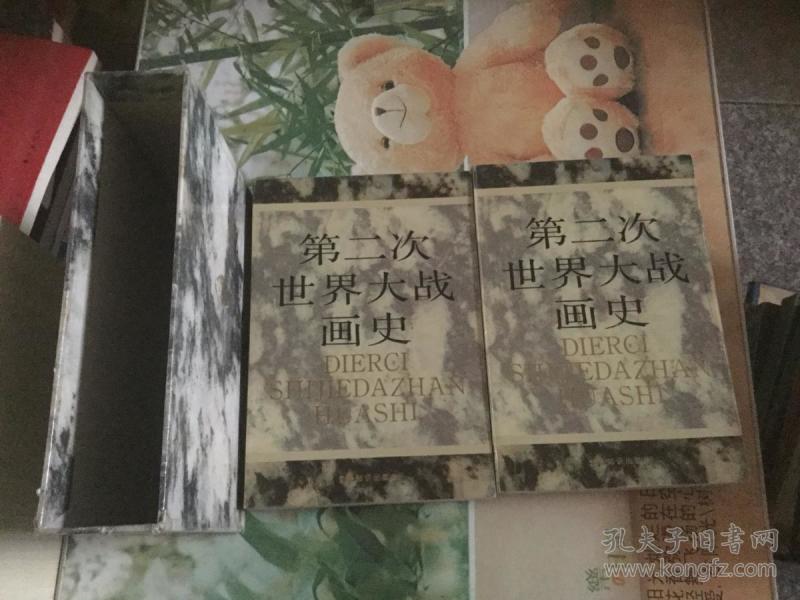 第二次
世界大战
画史
DIERCI
SHIJIEDAZHAN
HUASHI
第二次
世界大战
画史
DIERCI
SHIJIEDAZHAN
HUASHI
孔夫子旧书网
www.kongfz.com